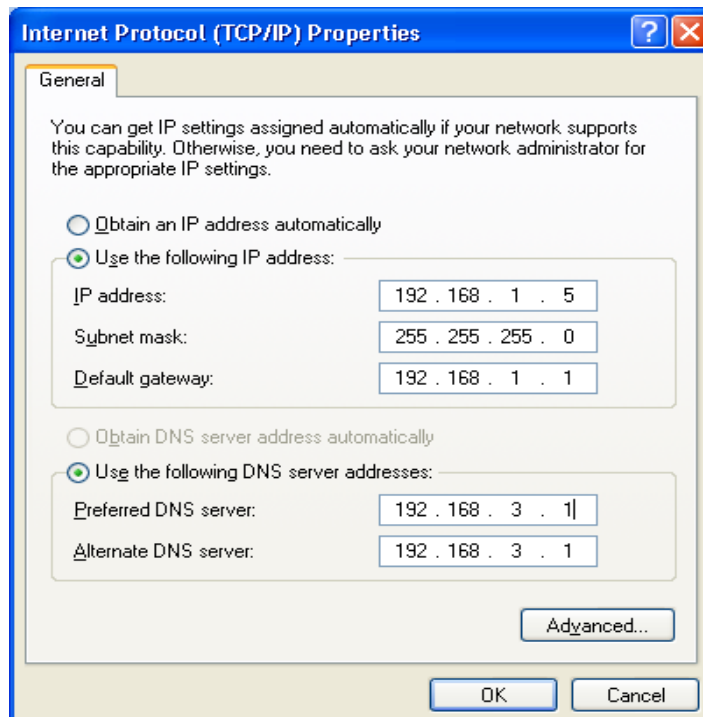 Internet Protocol (TCP/IP) Properties
General
You can get IP settings assigned automatically if your network supports
this capability. Otherwise, you need to ask your network administrator for
the appropriate IP settings.
Obtain an IP address automatically
Use the following IP address:
IP address: 192 . 168 . 1 . 5
Subnet mask: 255 . 255 . 255 . 0
Default gateway: 192 . 168 . 1 . 1
Obtain DNS server address automatically
Use the following DNS server addresses:
Preferred DNS server: 192 . 168 . 3 . 1
Alternate DNS server: 192 . 168 . 3 . 1
Advanced...
OK Cancel